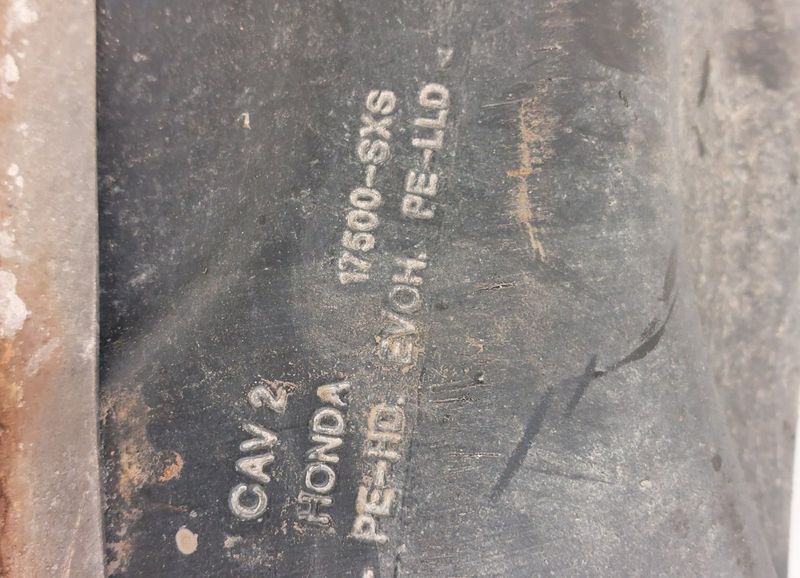 CAV 2
HONDA 17500-SXS
PE-HD. EVOH. PE-LLD